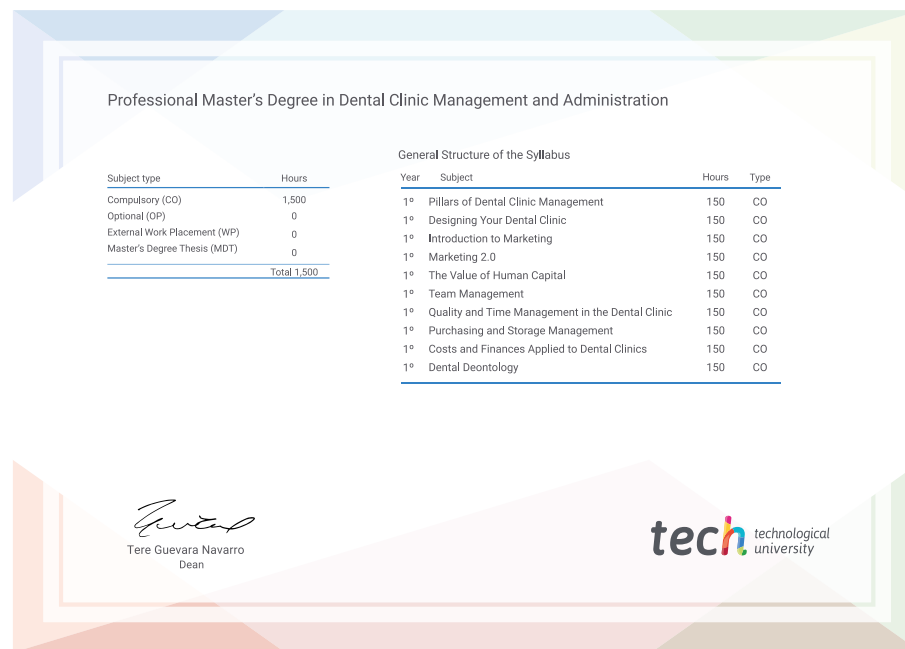 Professional Master's Degree in Dental Clinic Management and Administration
General Structure of the Syllabus
Subject type Hours
Compulsory (CO) 1,500
Optional (OP) 0
External Work Placement (WP) 0
Master's Degree Thesis (MDT) 0
Total 1,500
Year Subject Hours Type
1º Pillars of Dental Clinic Management 150 CO
1º Designing Your Dental Clinic 150 CO
1º Introduction to Marketing 150 CO
1º Marketing 2.0 150 CO
1º The Value of Human Capital 150 CO
1º Team Management 150 CO
1º Quality and Time Management in the Dental Clinic 150 CO
1º Purchasing and Storage Management 150 CO
1º Costs and Finances Applied to Dental Clinics 150 CO
1º Dental Deontology 150 CO
Tere Guevara Navarro
Dean
tech technological
university